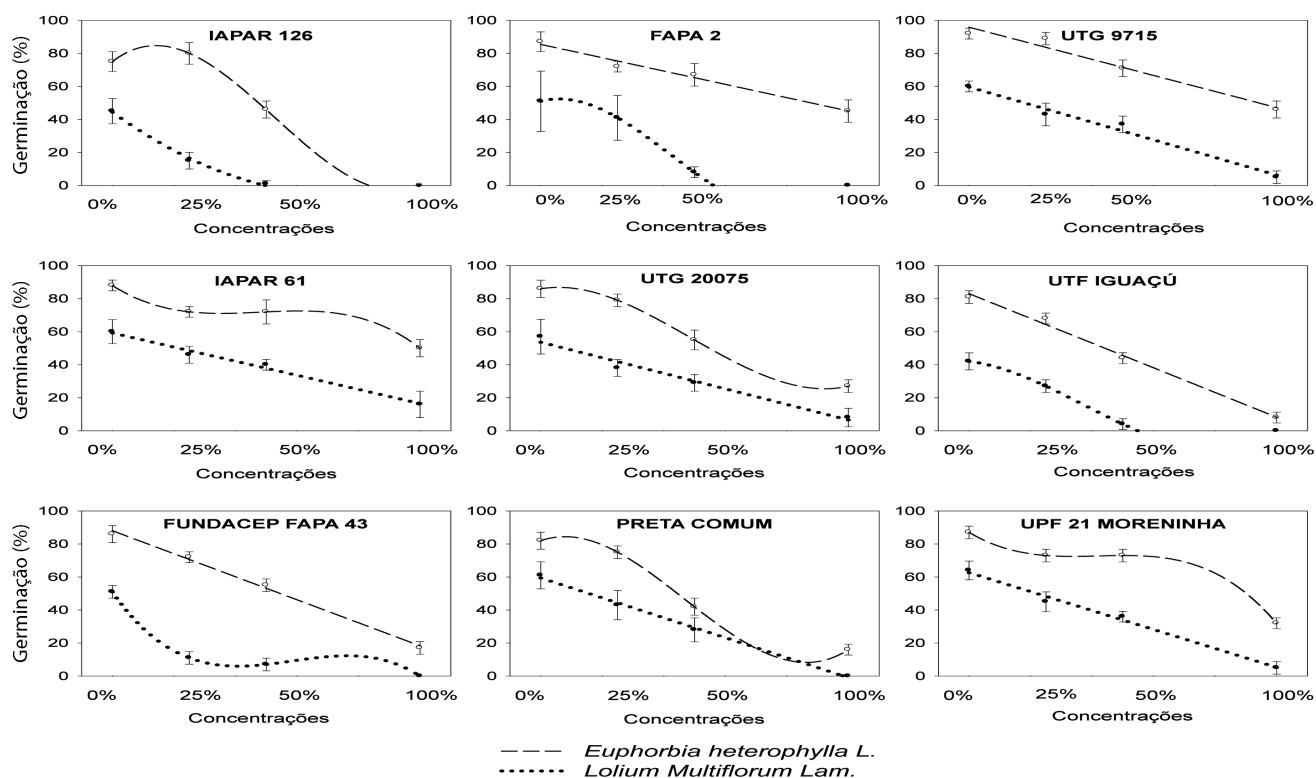 IAPAR 126
Germinação (%)
100
80
60
40
20
0
0% 25% 50% 100%
Concentrações
FAPA 2
100
80
60
40
20
0
0% 25% 50% 100%
Concentrações
UTG 9715
100
80
60
40
20
0
0% 25% 50% 100%
Concentrações
IAPAR 61
Germinação (%)
100
80
60
40
20
0
0% 25% 50% 100%
Concentrações
UTG 20075
100
80
60
40
20
0
0% 25% 50% 100%
Concentrações
UTF IGUAÇÚ
100
80
60
40
20
0
0% 25% 50% 100%
Concentrações
FUNDACEP FAPA 43
Germinação (%)
100
80
60
40
20
0
0% 25% 50% 100%
Concentrações
PRETA COMUM
100
80
60
40
20
0
0% 25% 50% 100%
Concentrações
UPF 21 MORENINHA
100
80
60
40
20
0
0% 25% 50% 100%
Concentrações
Euphorbia heterophylla L.
Lolium Multiflorum Lam.